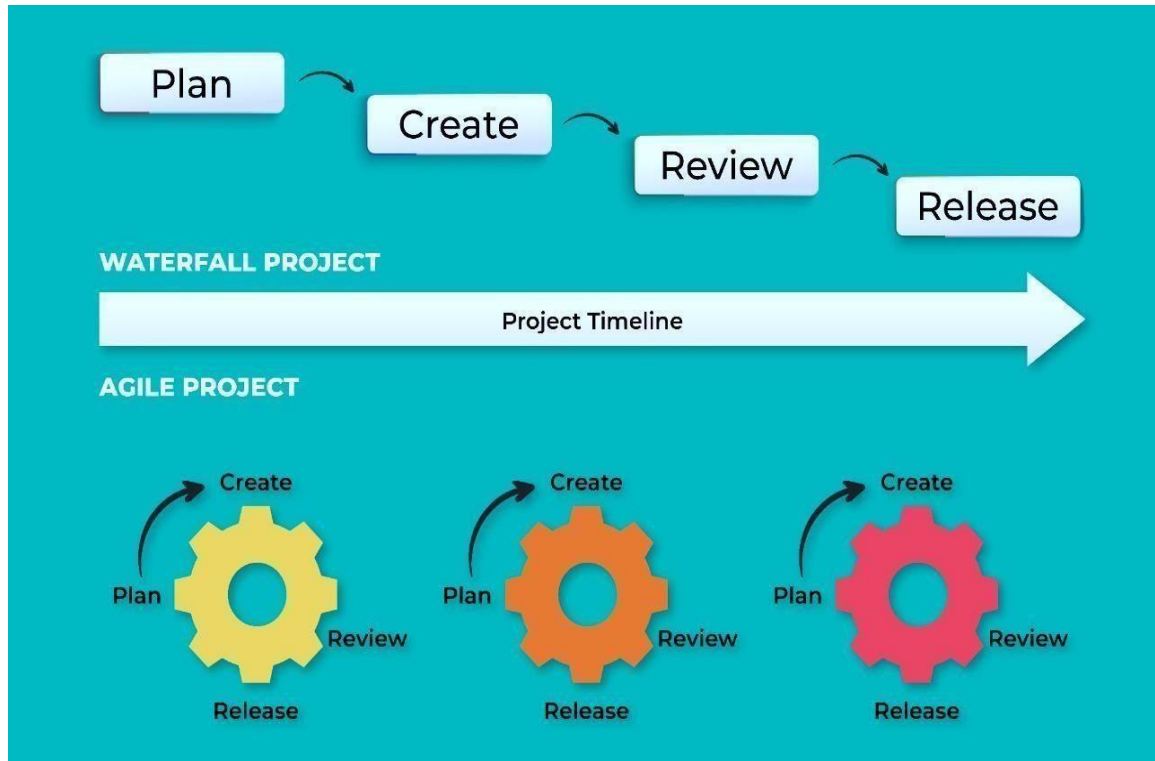 Plan
Create
Review
Release
WATERFALL PROJECT
Project Timeline
AGILE PROJECT
Create
Plan
Review
Release
Create
Plan
Review
Release
Create
Plan
Review
Release